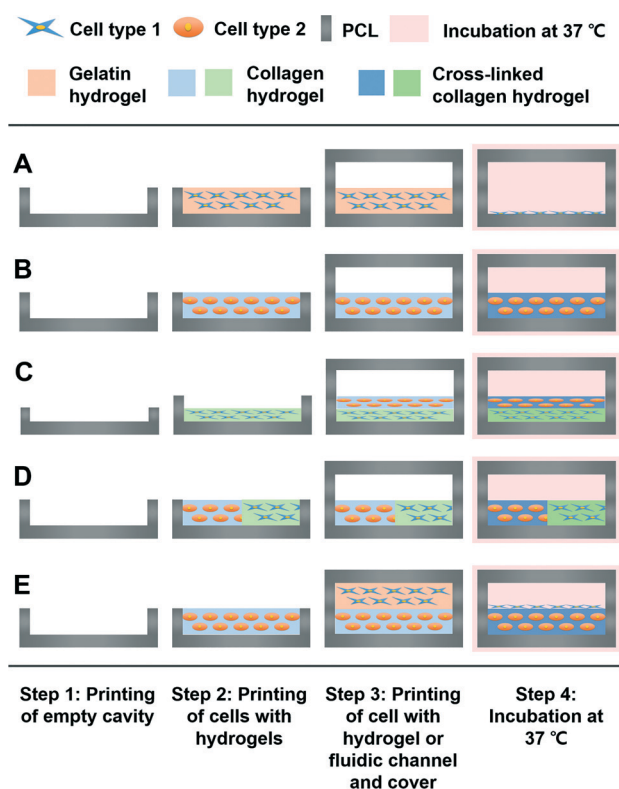 Cell type 1 Cell type 2 PCL Incubation at 37 ℃
Gelatin hydrogel Collagen hydrogel Cross-linked collagen hydrogel
A
B
C
D
E
Step 1: Printing of empty cavity
Step 2: Printing of cells with hydrogels
Step 3: Printing of cell with hydrogel or fluidic channel and cover
Step 4: Incubation at 37 ℃